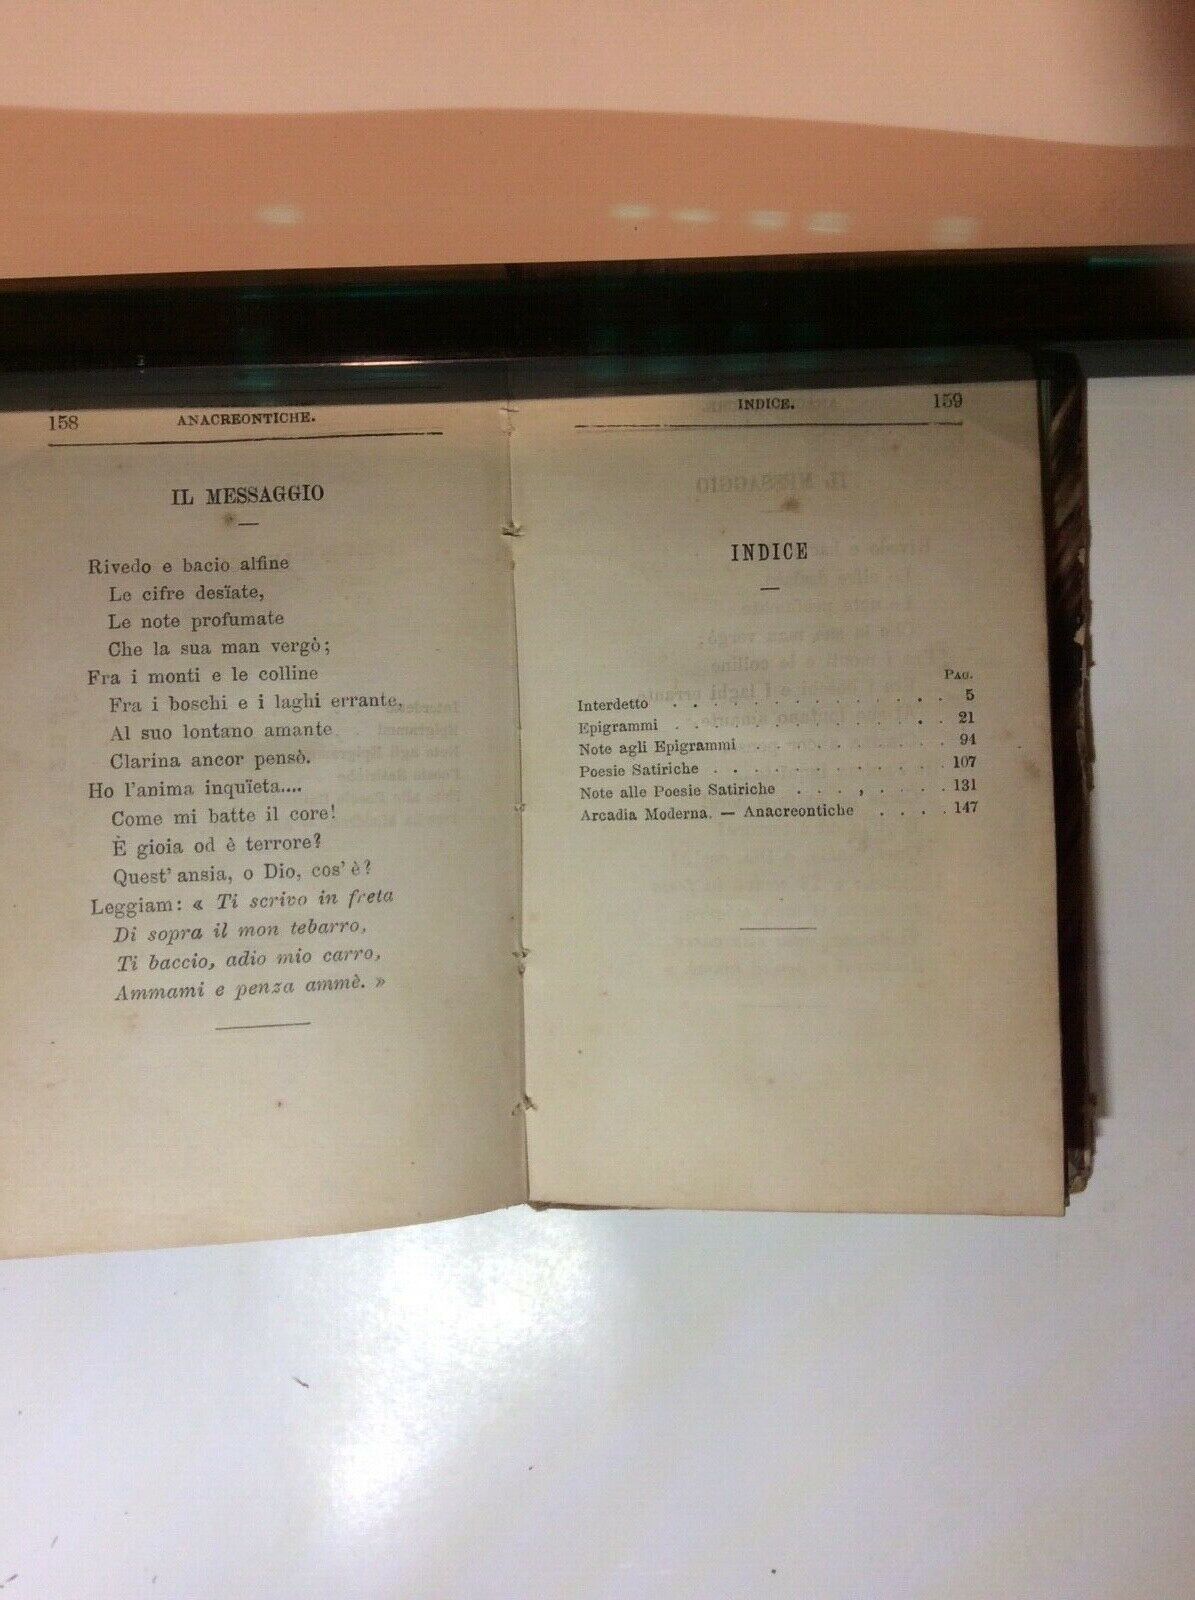 158 ANACREONTICHE.
IL MESSAGGIO
Rivedo e bacio alfine
Le cifre desïate,
Le note profumate
Che la sua man vergò;
Fra i monti e le colline
Fra i boschi e i laghi errante,
Al suo lontano amante
Clarina ancor pensò.
Ho l'anima inquïeta....
Come mi batte il core!
È gioia od è terrore?
Quest' ansia, o Dio, cos' è?
Leggiam: « Ti scrivo in freta
Di sopra il mon tebarro,
Ti baccio, adio mio carro,
Ammami e penza ammè. »
INDICE. 159
INDICE
PAG.
Interdetto . . . . . . . . . . . . . . 5
Epigrammi . . . . . . . . . . . . . 21
Note agli Epigrammi . . . . . . . . . . 94
Poesie Satiriche . . . . . . . . . . . . 107
Note alle Poesie Satiriche . . . , . . . . 131
Arcadia Moderna. — Anacreontiche . . . . 147